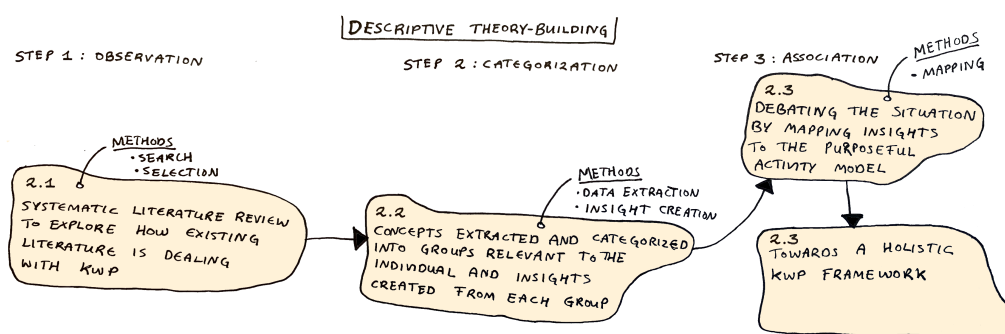 DESCRIPTIVE THEORY-BUILDING
STEP 1: OBSERVATION
METHODS
• SEARCH
• SELECTION
2.1
SYSTEMATIC LITERATURE REVIEW
TO EXPLORE HOW EXISTING
LITERATURE IS DEALING
WITH KWP
STEP 2: CATEGORIZATION
METHODS
• DATA EXTRACTION
• INSIGHT CREATION
2.2
CONCEPTS EXTRACTED AND CATEGORIZED
INTO GROUPS RELEVANT TO THE
INDIVIDUAL AND INSIGHTS
CREATED FROM EACH GROUP
STEP 3: ASSOCIATION
METHODS
• MAPPING
2.3
DEBATING THE SITUATION
BY MAPPING INSIGHTS
TO THE PURPOSEFUL
ACTIVITY MODEL
2.3
TOWARDS A HOLISTIC
KWP FRAMEWORK